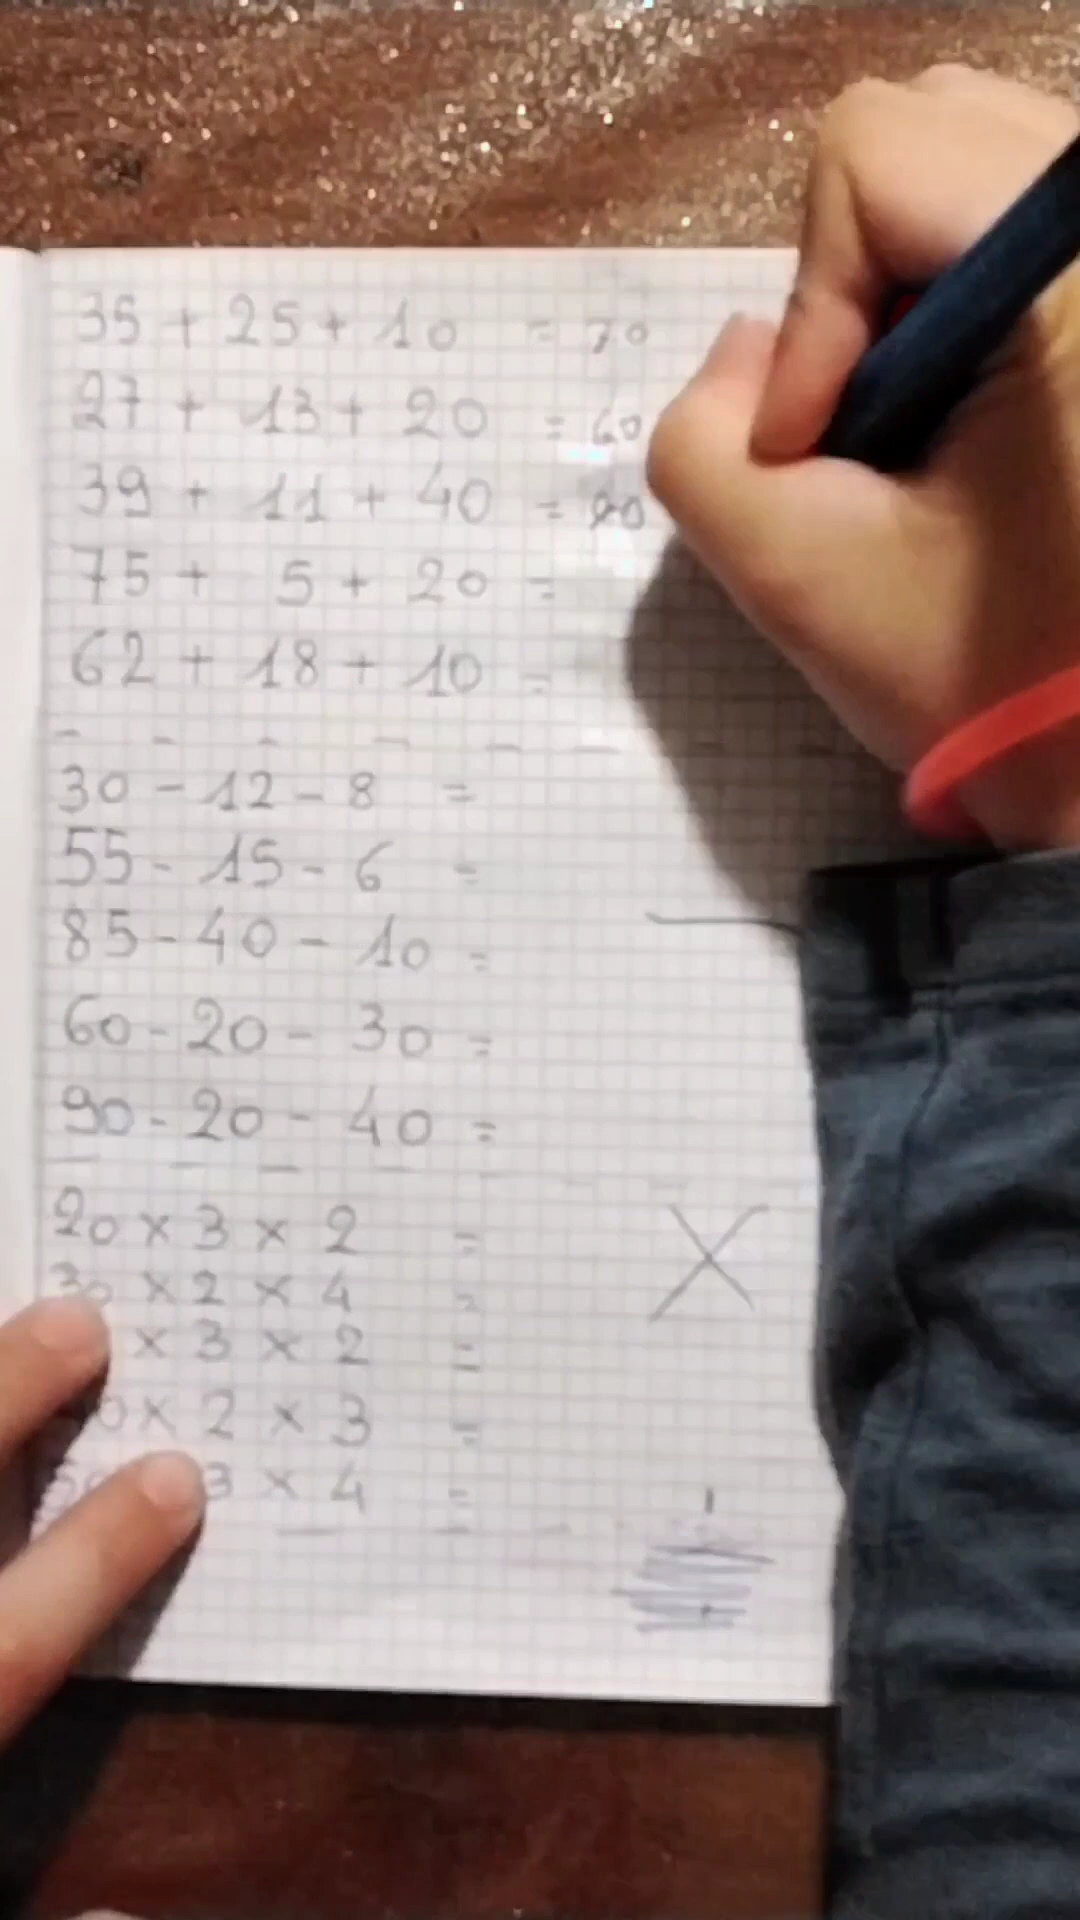 35 + 25 + 10 = 70
27 + 13 + 20 = 60
39 + 11 + 40 = 90
75 + 5 + 20 =
62 + 18 + 10 =
30 - 12 - 8 =
55 - 15 - 6 =
85 - 40 - 10 =
60 - 20 - 30 =
90 - 20 - 40 =
20 × 3 × 2 =
30 × 2 × 4 =
× 3 × 2 =
0 × 2 × 3 =
3 × 4 =